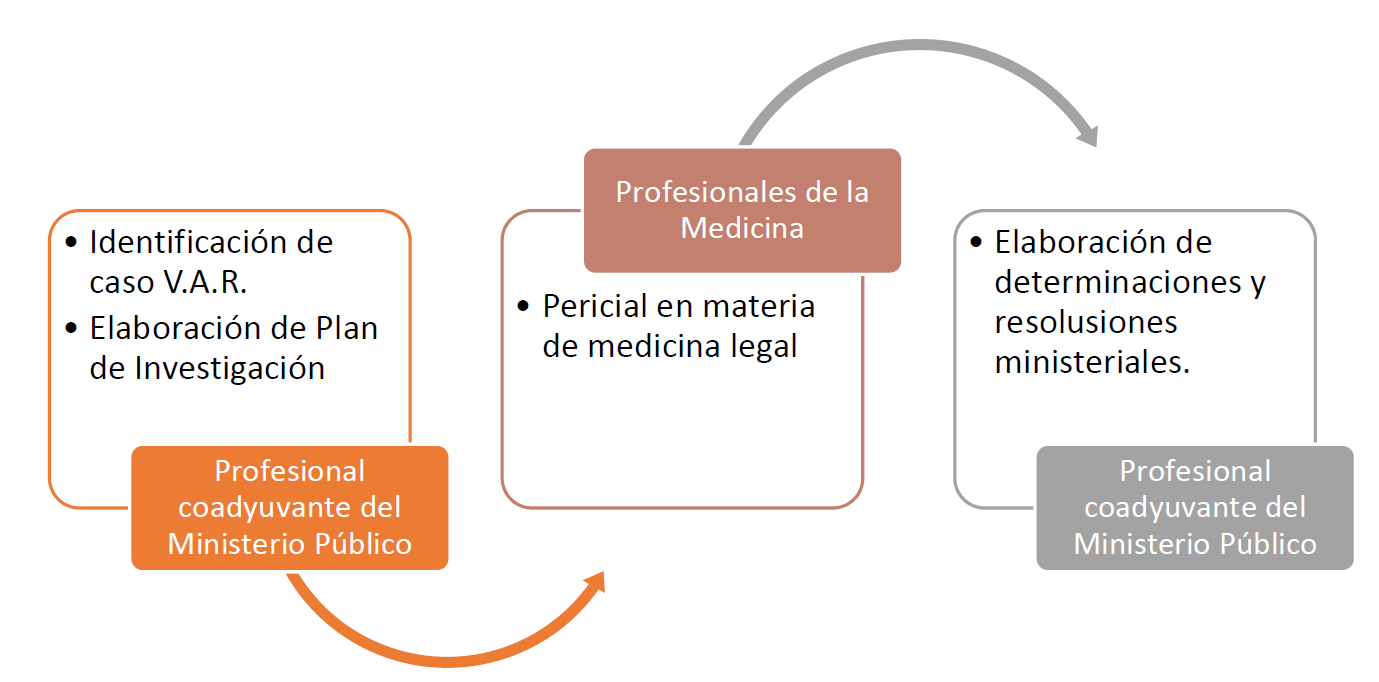 • Identificación de
caso V.A.R.
• Elaboración de Plan
de Investigación
Profesional
coadyuvante del
Ministerio Público
Profesionales de la
Medicina
• Pericial en materia
de medicina legal
• Elaboración de
determinaciones y
resolusiones
ministeriales.
Profesional
coadyuvante del
Ministerio Público